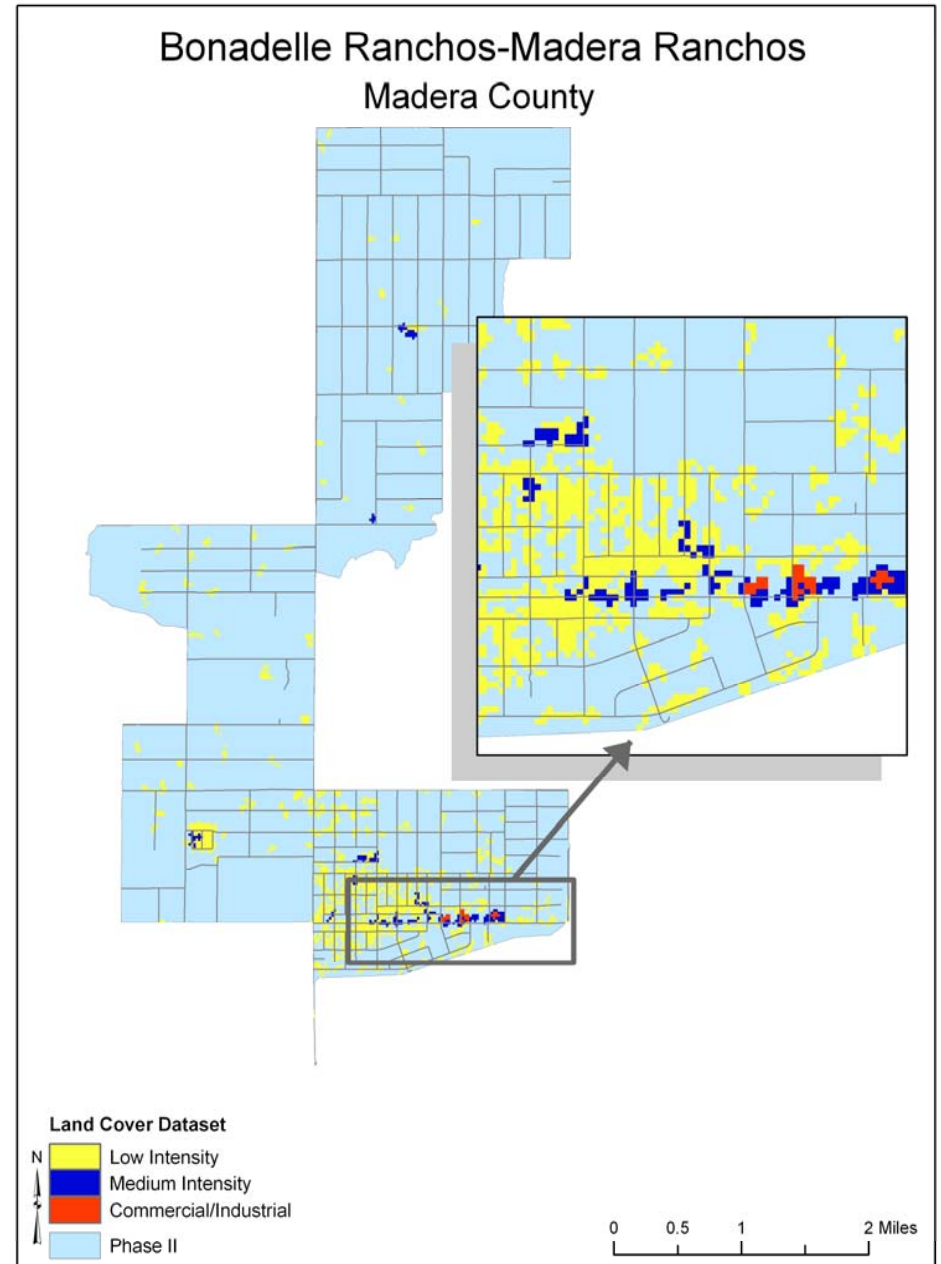 Bonadelle Ranchos-Madera Ranchos
Madera County
Land Cover Dataset
N
Low Intensity
Medium Intensity
Commercial/Industrial
Phase II
0 0.5 1 2 Miles